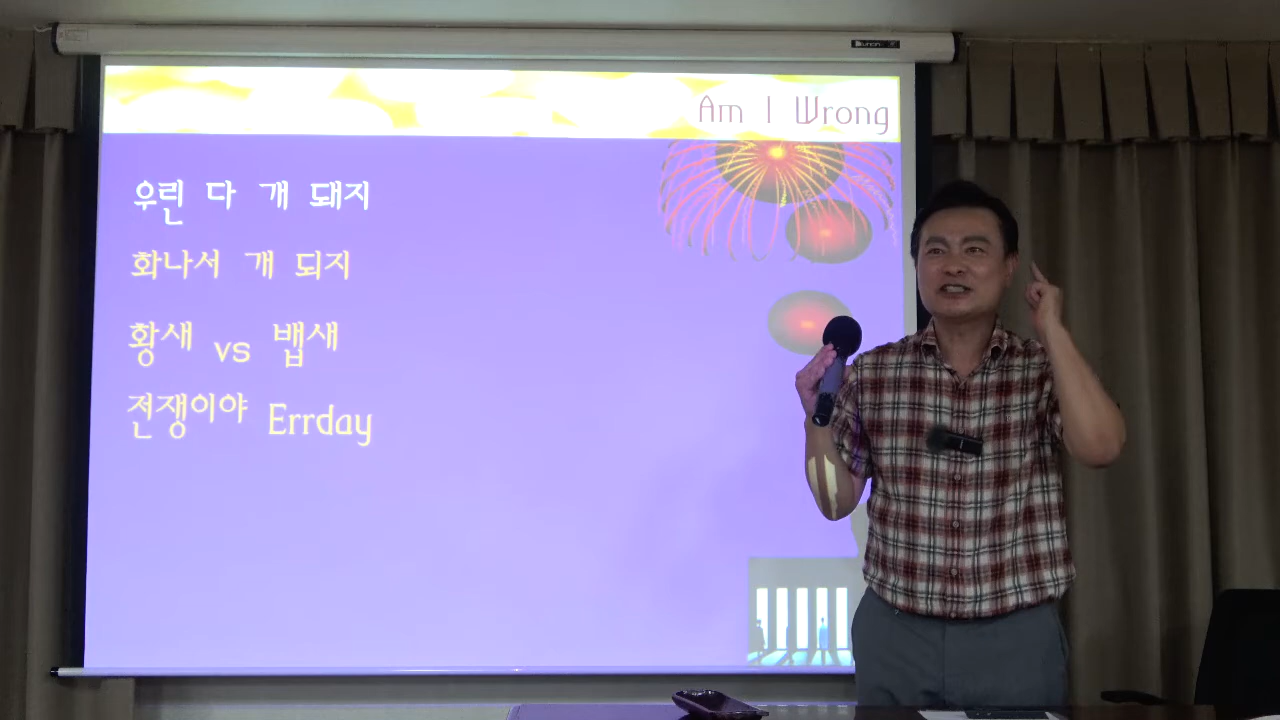 Am I Wrong
우린 다 개 돼지
화나서 개 되지
황새 vs 뱁새
전쟁이야 Errday